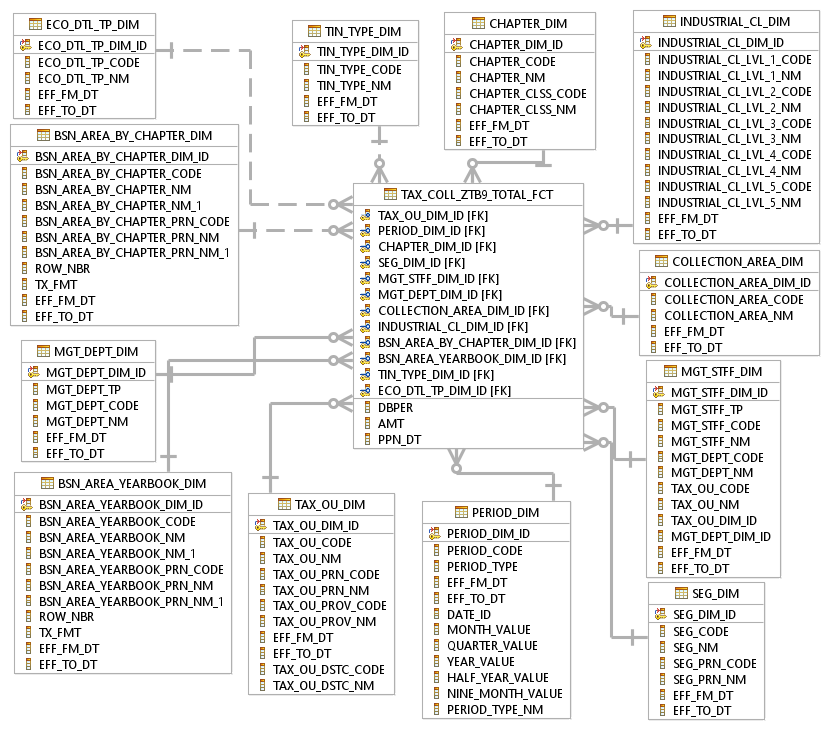 ECO_DTL_TP_DIM
ECO_DTL_TP_DIM_ID
ECO_DTL_TP_CODE
ECO_DTL_TP_NM
EFF_FM_DT
EFF_TO_DT
TIN_TYPE_DIM
TIN_TYPE_DIM_ID
TIN_TYPE_CODE
TIN_TYPE_NM
EFF_FM_DT
EFF_TO_DT
CHAPTER_DIM
CHAPTER_DIM_ID
CHAPTER_CODE
CHAPTER_NM
CHAPTER_CLSS_CODE
CHAPTER_CLSS_NM
EFF_FM_DT
EFF_TO_DT
INDUSTRIAL_CL_DIM
INDUSTRIAL_CL_DIM_ID
INDUSTRIAL_CL_LVL_1_CODE
INDUSTRIAL_CL_LVL_1_NM
INDUSTRIAL_CL_LVL_2_CODE
INDUSTRIAL_CL_LVL_2_NM
INDUSTRIAL_CL_LVL_3_CODE
INDUSTRIAL_CL_LVL_3_NM
INDUSTRIAL_CL_LVL_4_CODE
INDUSTRIAL_CL_LVL_4_NM
INDUSTRIAL_CL_LVL_5_CODE
INDUSTRIAL_CL_LVL_5_NM
EFF_FM_DT
EFF_TO_DT
BSN_AREA_BY_CHAPTER_DIM
BSN_AREA_BY_CHAPTER_DIM_ID
BSN_AREA_BY_CHAPTER_CODE
BSN_AREA_BY_CHAPTER_NM
BSN_AREA_BY_CHAPTER_NM_1
BSN_AREA_BY_CHAPTER_PRN_CODE
BSN_AREA_BY_CHAPTER_PRN_NM
BSN_AREA_BY_CHAPTER_PRN_NM_1
ROW_NBR
TX_FMT
EFF_FM_DT
EFF_TO_DT
TAX_COLL_ZTB9_TOTAL_FCT
TAX_OU_DIM_ID [FK]
PERIOD_DIM_ID [FK]
CHAPTER_DIM_ID [FK]
SEG_DIM_ID [FK]
MGT_STFF_DIM_ID [FK]
MGT_DEPT_DIM_ID [FK]
COLLECTION_AREA_DIM_ID [FK]
INDUSTRIAL_CL_DIM_ID [FK]
BSN_AREA_BY_CHAPTER_DIM_ID [FK]
BSN_AREA_YEARBOOK_DIM_ID [FK]
TIN_TYPE_DIM_ID [FK]
ECO_DTL_TP_DIM_ID [FK]
DBPER
AMT
PPN_DT
COLLECTION_AREA_DIM
COLLECTION_AREA_DIM_ID
COLLECTION_AREA_CODE
COLLECTION_AREA_NM
EFF_FM_DT
EFF_TO_DT
MGT_DEPT_DIM
MGT_DEPT_DIM_ID
MGT_DEPT_TP
MGT_DEPT_CODE
MGT_DEPT_NM
EFF_FM_DT
EFF_TO_DT
MGT_STFF_DIM
MGT_STFF_DIM_ID
MGT_STFF_TP
MGT_STFF_CODE
MGT_STFF_NM
MGT_DEPT_CODE
MGT_DEPT_NM
TAX_OU_CODE
TAX_OU_NM
TAX_OU_DIM_ID
MGT_DEPT_DIM_ID
EFF_FM_DT
EFF_TO_DT
BSN_AREA_YEARBOOK_DIM
BSN_AREA_YEARBOOK_DIM_ID
BSN_AREA_YEARBOOK_CODE
BSN_AREA_YEARBOOK_NM
BSN_AREA_YEARBOOK_NM_1
BSN_AREA_YEARBOOK_PRN_CODE
BSN_AREA_YEARBOOK_PRN_NM
BSN_AREA_YEARBOOK_PRN_NM_1
ROW_NBR
TX_FMT
EFF_FM_DT
EFF_TO_DT
TAX_OU_DIM
TAX_OU_DIM_ID
TAX_OU_CODE
TAX_OU_NM
TAX_OU_PRN_CODE
TAX_OU_PRN_NM
TAX_OU_PROV_CODE
TAX_OU_PROV_NM
EFF_FM_DT
EFF_TO_DT
TAX_OU_DSTC_CODE
TAX_OU_DSTC_NM
PERIOD_DIM
PERIOD_DIM_ID
PERIOD_CODE
PERIOD_TYPE
EFF_FM_DT
EFF_TO_DT
DATE_ID
MONTH_VALUE
QUARTER_VALUE
YEAR_VALUE
HALF_YEAR_VALUE
NINE_MONTH_VALUE
PERIOD_TYPE_NM
SEG_DIM
SEG_DIM_ID
SEG_CODE
SEG_NM
SEG_PRN_CODE
SEG_PRN_NM
EFF_FM_DT
EFF_TO_DT